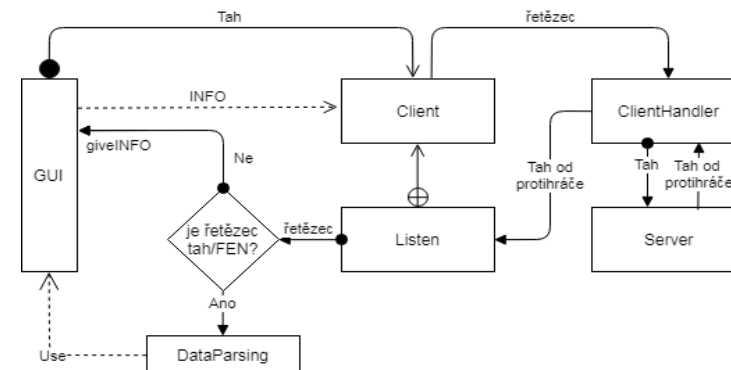 Tah
řetězec
INFO
Client
ClientHandler
giveINFO
GUI
Ne
Tah od
protihráče
Tah
Tah od
protihráče
je řetězec
tah/FEN?
řetězec
Listen
Server
Ano
Use
DataParsing